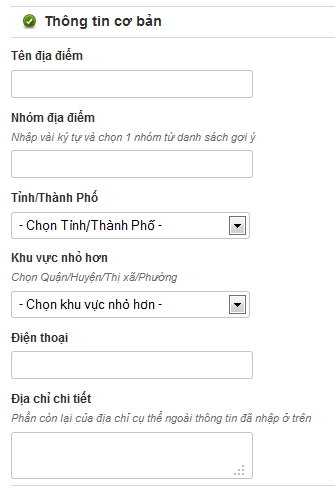 Thông tin cơ bản
Tên địa điểm
Nhóm địa điểm
Nhập vài ký tự và chọn 1 nhóm từ danh sách gợi ý
Tỉnh/Thành Phố
- Chọn Tỉnh/Thành Phố -
Khu vực nhỏ hơn
Chọn Quận/Huyện/Thị xã/Phường
- Chọn khu vực nhỏ hơn -
Điện thoại
Địa chỉ chi tiết
Phần còn lại của địa chỉ cụ thể ngoài thông tin đã nhập ở trên